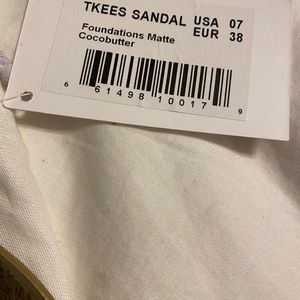 TKEES SANDAL USA 07
EUR 38
Foundations Matte
Cocobutter
6 61498 10017 9